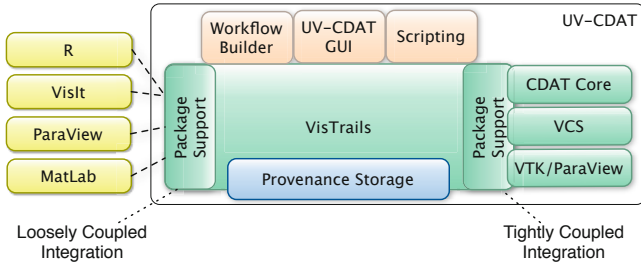 UV-CDAT
Workflow
Builder
UV-CDAT
GUI
Scripting
R
VisIt
ParaView
MatLab
Package
Support
VisTrails
Provenance Storage
Package
Support
CDAT Core
VCS
VTK/ParaView
Loosely Coupled
Integration
Tightly Coupled
Integration